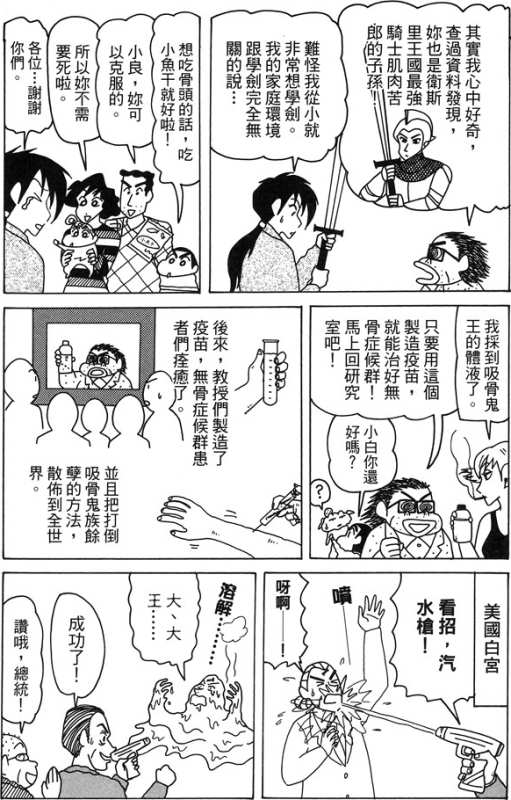 其實我心中好奇，
查過資料發現，
妳也是衛斯
里王國最強
騎士肌肉苦
郎的子孫！
難怪我從小就
非常想學劍。
我的家庭環境
跟學劍完全無
關的說…
想吃骨頭的話，吃
小魚干就好啦！
小良，妳可
以克服的。
所以妳不需
要死啦。
各位…謝謝
你們。
我採到吸骨鬼
王的體液了。
只要用這個
製造疫苗，
就能治好無
骨症候群！
馬上回研究
室吧！
小白你還
好嗎？
?
後來，教授們製造了
疫苗，無骨症候群患
者們痊癒了。
並且把打倒
吸骨鬼族餘
孽的方法，
散佈到全世
界。
美國白宮
看招，汽
水槍！
噴
呀啊——！
溶解……
大、大
王……
成功了！
讚哦，總統！